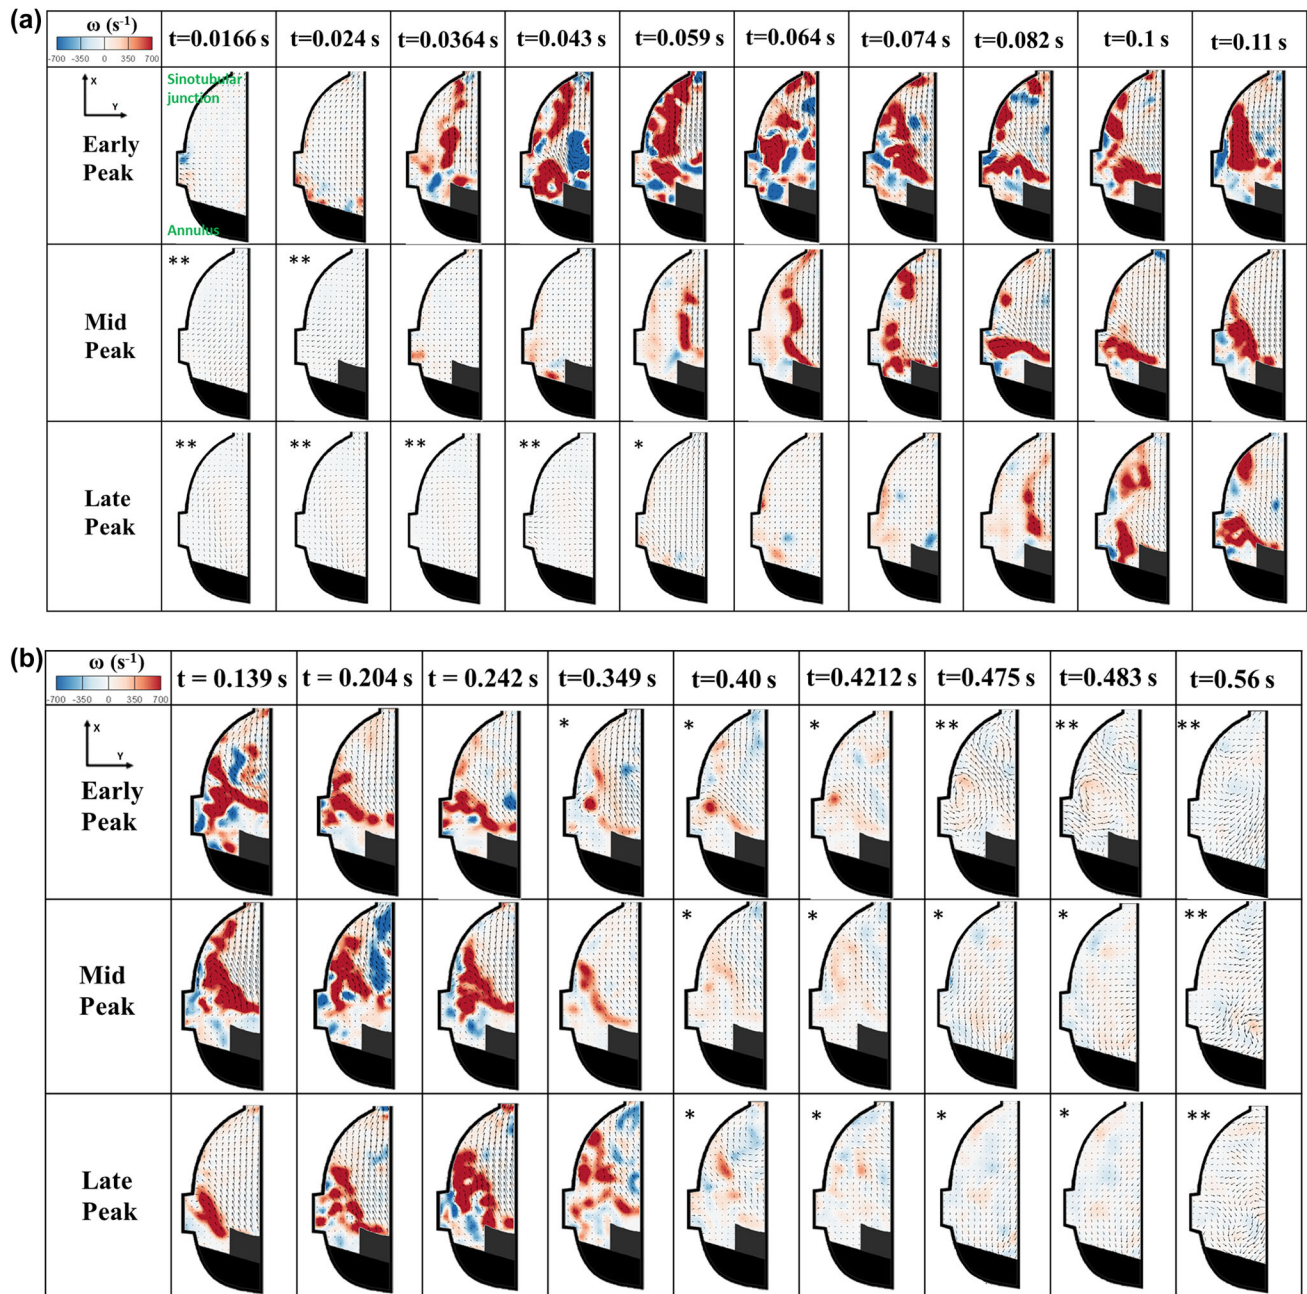 (a)
ω (s-1)
-700 -350 0 350 700
t=0.0166 s
t=0.024 s
t=0.0364 s
t=0.043 s
t=0.059 s
t=0.064 s
t=0.074 s
t=0.082 s
t=0.1 s
t=0.11 s
X
Y
Early
Peak
Sinotubular
junction
Annulus
Mid
Peak
**
**
Late
Peak
**
**
**
**
*
(b)
ω (s-1)
-700 -350 0 350 700
t = 0.139 s
t = 0.204 s
t = 0.242 s
t=0.349 s
t=0.40 s
t=0.4212 s
t=0.475 s
t=0.483 s
t=0.56 s
X
Y
Early
Peak
*
*
*
**
**
**
Mid
Peak
*
*
*
*
**
Late
Peak
*
*
*
*
**